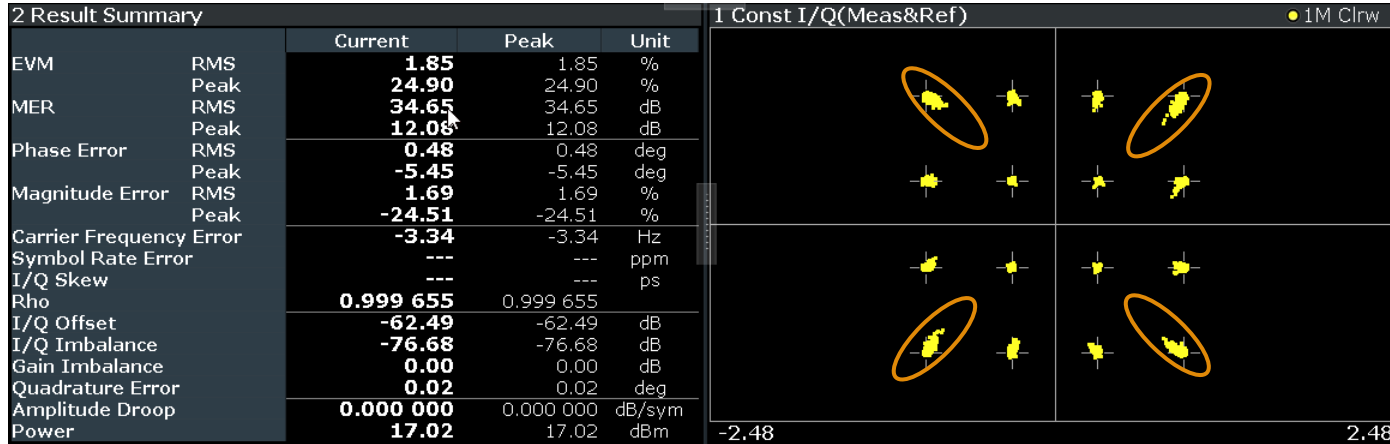 2 Result Summary
Current Peak Unit
EVM RMS 1.85 1.85 %
Peak 24.90 24.90 %
MER RMS 34.65 34.65 dB
Peak 12.08 12.08 dB
Phase Error RMS 0.48 0.48 deg
Peak -5.45 -5.45 deg
Magnitude Error RMS 1.69 1.69 %
Peak -24.51 -24.51 %
Carrier Frequency Error -3.34 -3.34 Hz
Symbol Rate Error --- --- ppm
I/Q Skew --- --- ps
Rho 0.999 655 0.999 655
I/Q Offset -62.49 -62.49 dB
I/Q Imbalance -76.68 -76.68 dB
Gain Imbalance 0.00 0.00 dB
Quadrature Error 0.02 0.02 deg
Amplitude Droop 0.000 000 0.000 000 dB/sym
Power 17.02 17.02 dBm
1 Const I/Q(Meas&Ref) 1M Clrw
-2.48 2.48